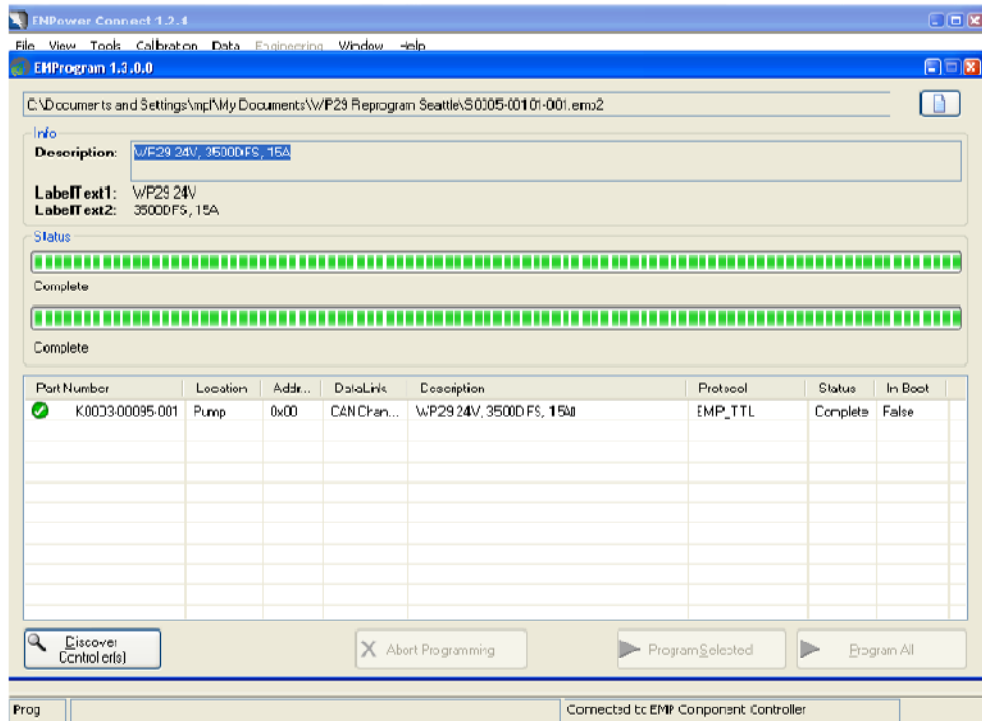 EMPower Connect 1.2.4
File View Tools Calibration Data Engineering Window Help
EMProgram 1.3.0.0
C:\Documents and Settings\mpl\My Documents\WP29 Reprogram Seattle\S0005-00101-001.emp2
Info
Description: WP29 24V, 3500DFS, 15A
LabelText1: WP29 24V
LabelText2: 3500DFS, 15A
Status
Complete
Complete
Part Number Location Addr... DataLink Description Protocol Status In Boot
K0003-00095-001 Pump 0x00 CAN Chan... WP29 24V, 3500DFS, EMP_TTL Complete False
Discover
Controller(s)
Abort Programming
Program Selected
Program All
Prog
Connected to EMP Component Controller